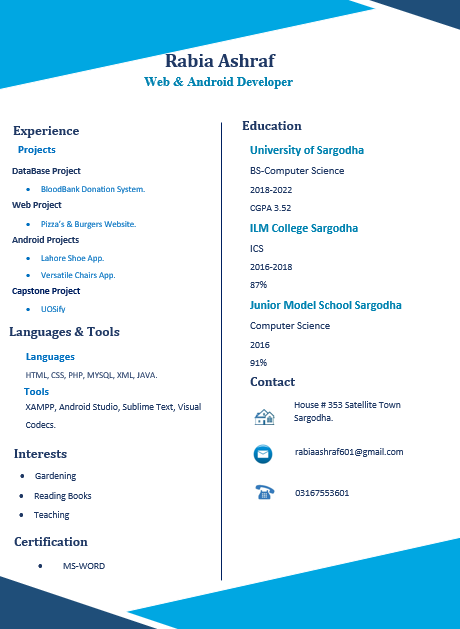 Rabia Ashraf
Web & Android Developer
Experience
Projects
DataBase Project
• BloodBank Donation System.
Web Project
• Pizza's & Burgers Website.
Android Projects
• Lahore Shoe App.
• Versatile Chairs App.
Capstone Project
• UOSify
Languages & Tools
Languages
HTML, CSS, PHP, MYSQL, XML, JAVA.
Tools
XAMPP, Android Studio, Sublime Text, Visual
Codecs.
Interests
• Gardening
• Reading Books
• Teaching
Certification
• MS-WORD
Education
University of Sargodha
BS-Computer Science
2018-2022
CGPA 3.52
ILM College Sargodha
ICS
2016-2018
87%
Junior Model School Sargodha
Computer Science
2016
91%
Contact
House # 353 Satellite Town
Sargodha.
rabiaashraf601@gmail.com
03167553601